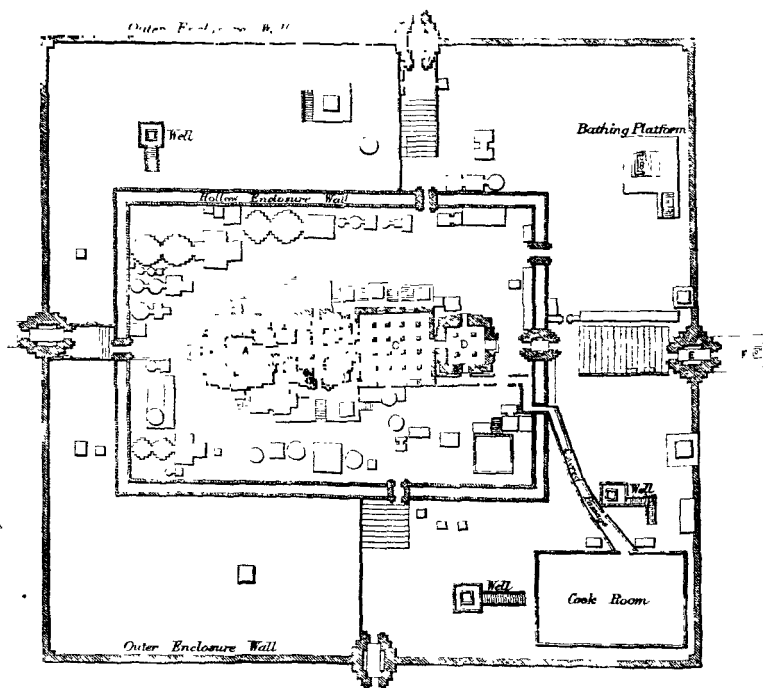 Outer Enclosure Wall
Well
Bathing Platform
Hollow Enclosure Wall
A
C
D
E
F
Well
Well
Cook Room
Outer Enclosure Wall